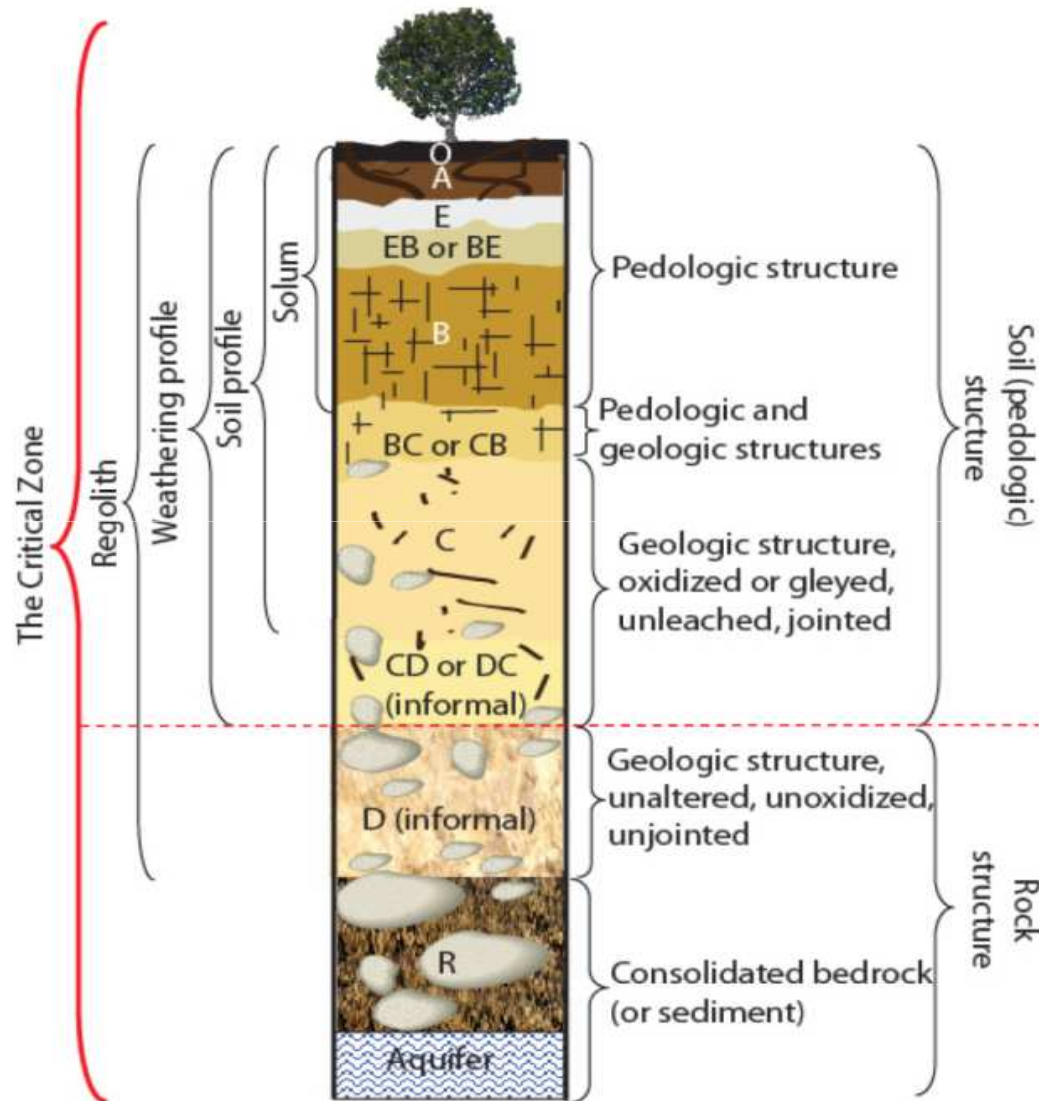 The Critical Zone
Regolith
Weathering profile
Soil profile
Solum
O
A
E
EB or BE
B
BC or CB
C
CD or DC
(informal)
D (informal)
R
Aquifer
Pedologic structure
Pedologic and
geologic structures
Geologic structure,
oxidized or gleyed,
unleached, jointed
Geologic structure,
unaltered, unoxidized,
unjointed
Consolidated bedrock
(or sediment)
Soil (pedologic)
stucture
Rock
structure